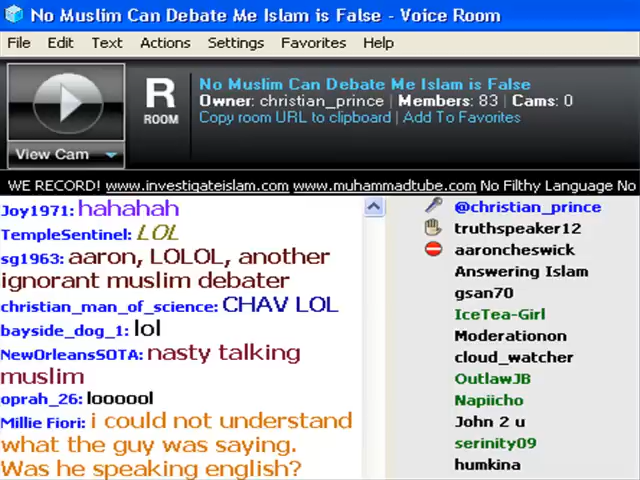 No Muslim Can Debate Me Islam is False - Voice Room
File Edit Text Actions Settings Favorites Help
R
ROOM
No Muslim Can Debate Me Islam is False
Owner: christian_prince | Members: 83 | Cams: 0
Copy room URL to clipboard | Add To Favorites
View Cam
WE RECORD! www.investigateislam.com www.muhammadtube.com No Filthy Language No
Joy1971: hahahah
TempleSentinel: LOL
sg1963: aaron, LOLOL, another
ignorant muslim debater
christian_man_of_science: CHAV LOL
bayside_dog_1: lol
NewOrleansSOTA: nasty talking
muslim
oprah_26: loooool
Millie Fiori: i could not understand
what the guy was saying.
Was he speaking english?
@christian_prince
truthspeaker12
aaroncheswick
Answering Islam
gsan70
IceTea-Girl
Moderationon
cloud_watcher
OutlawJB
Napiicho
John 2 u
serinity09
humkina